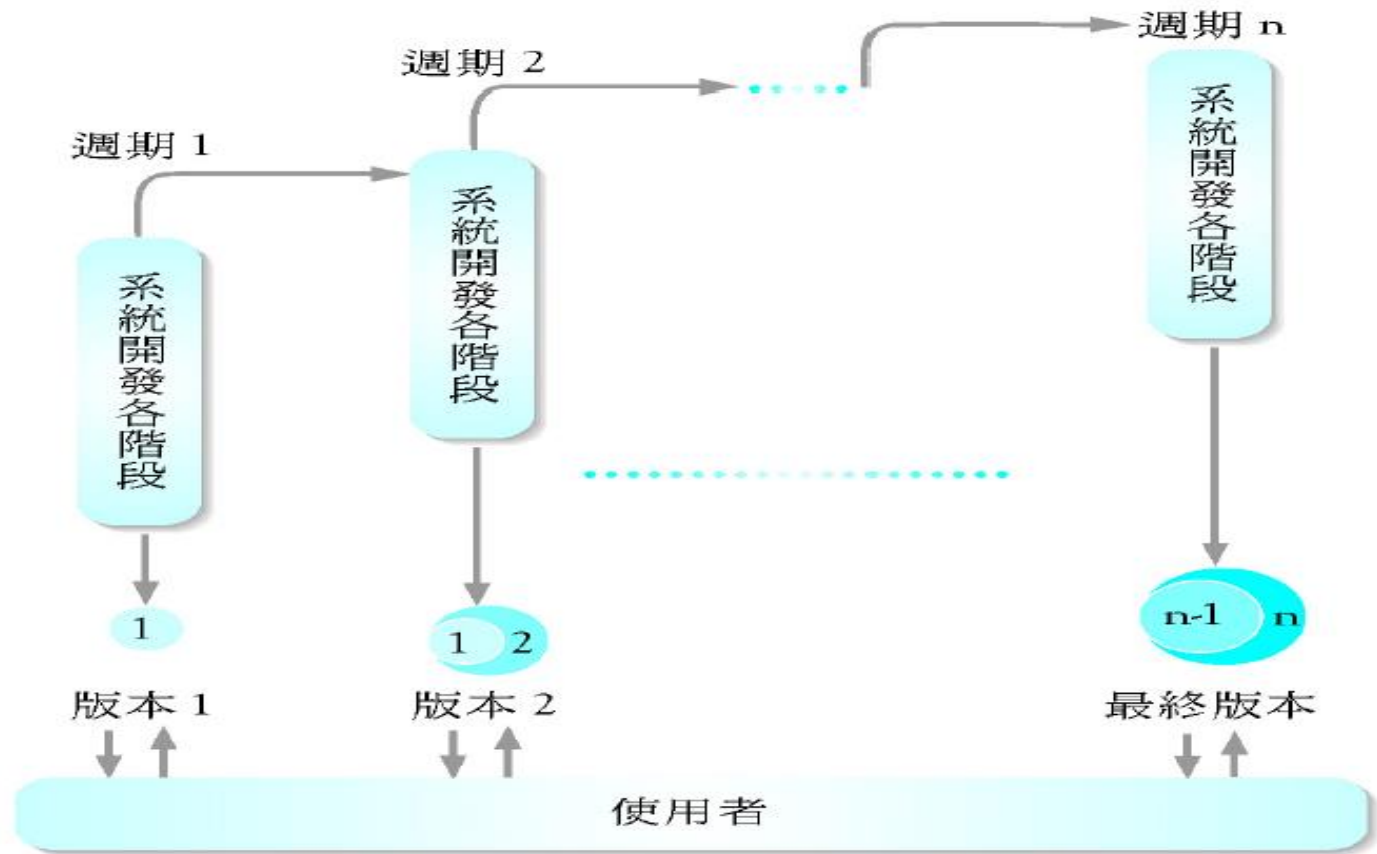 週期 n
週期 2
週期 1
系統開發各階段
系統開發各階段
系統開發各階段
1
1 2
n-1 n
版本 1
版本 2
最終版本
使用者